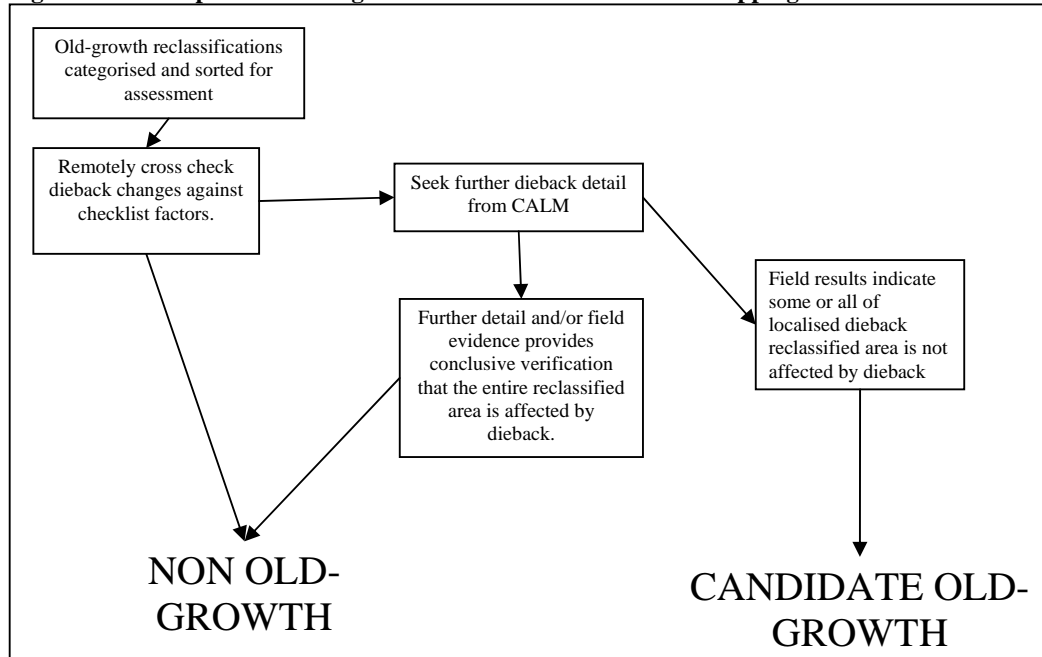 Old-growth reclassifications
categorised and sorted for
assessment
Remotely cross check
dieback changes against
checklist factors.
Seek further dieback detail
from CALM
Field results indicate
some or all of
localised dieback
reclassified area is not
affected by dieback
Further detail and/or field
evidence provides
conclusive verification
that the entire reclassified
area is affected by
dieback.
NON OLD-
GROWTH
CANDIDATE OLD-
GROWTH